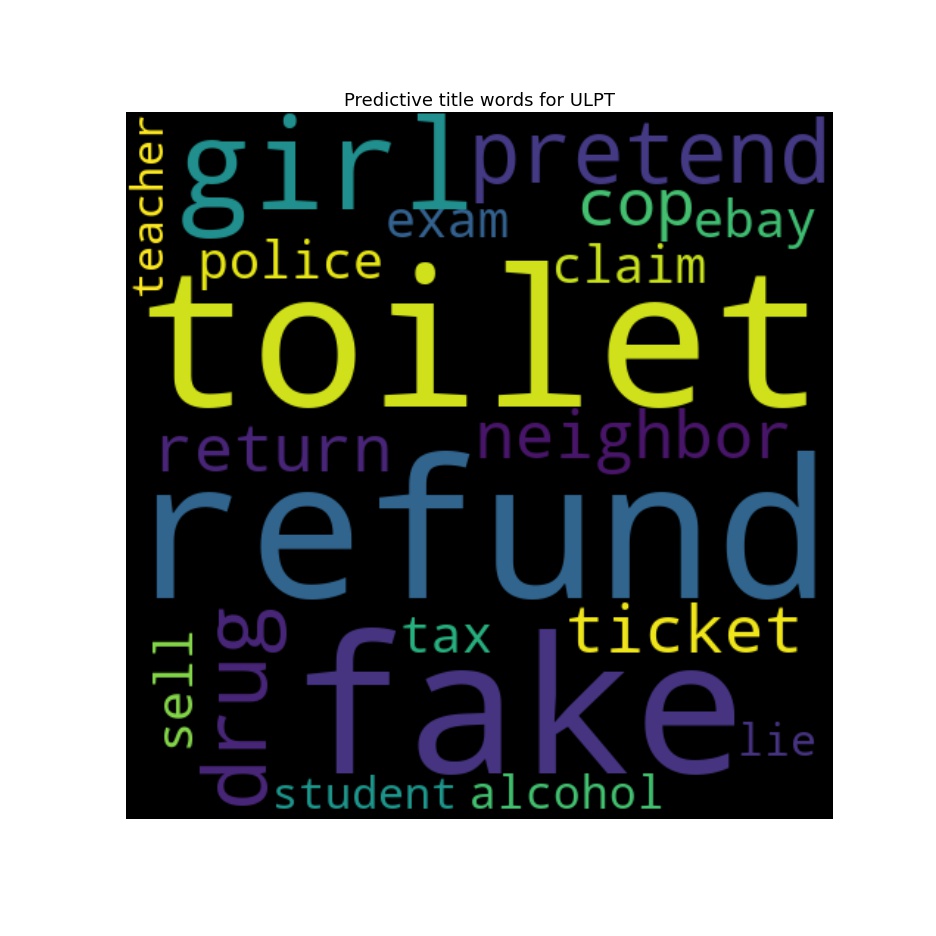 Predictive title words for ULPT
teacher
girl
pretend
exam
cop
ebay
police
claim
toilet
return
neighbor
refund
sell
drug
tax
ticket
fake
lie
student
alcohol